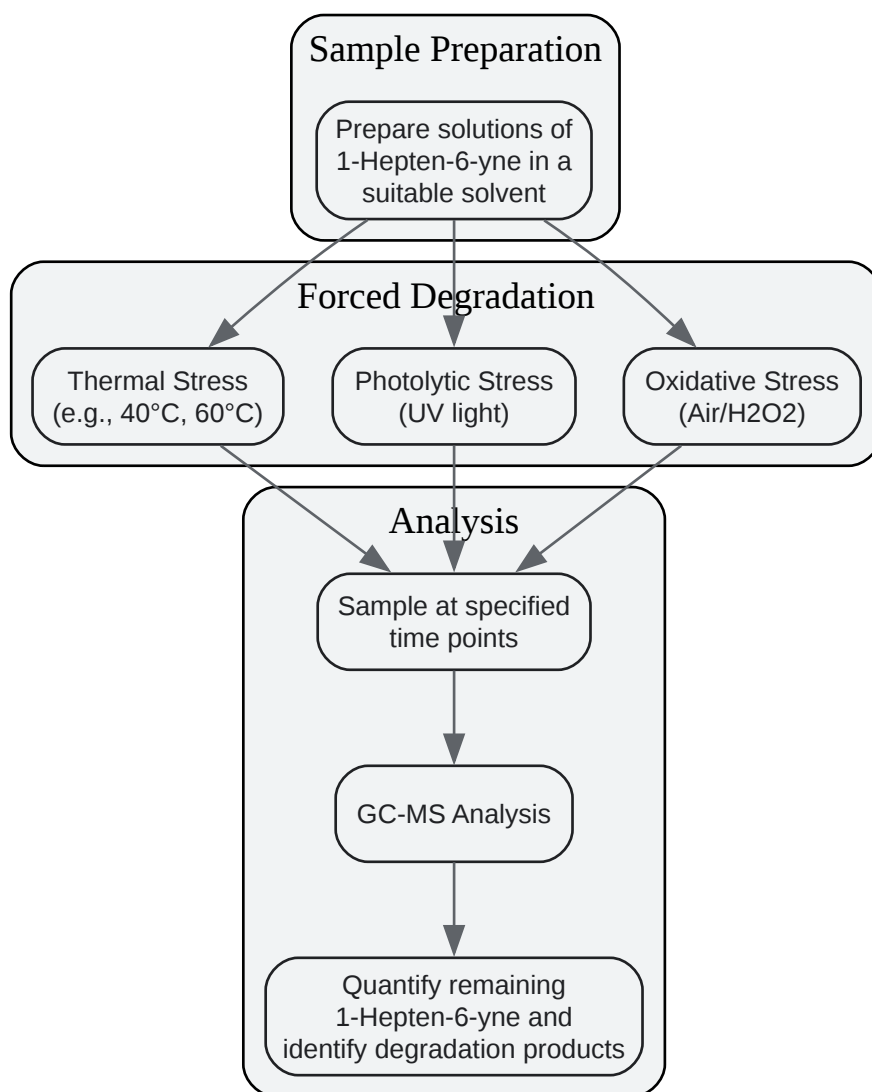 Sample Preparation
Prepare solutions of
1-Hepten-6-yne in a
suitable solvent
Forced Degradation
Thermal Stress
(e.g., 40°C, 60°C)
Photolytic Stress
(UV light)
Oxidative Stress
(Air/H2O2)
Analysis
Sample at specified
time points
GC-MS Analysis
Quantify remaining
1-Hepten-6-yne and
identify degradation products